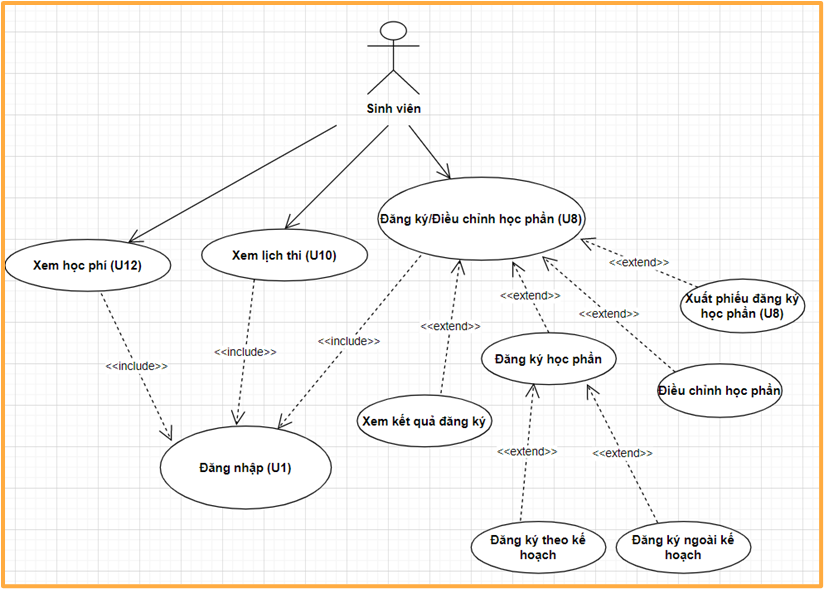 Sinh viên
Đăng ký/Điều chỉnh học phần (U8)
Xem lịch thi (U10)
Xem học phí (U12)
<<extend>>
Xuất phiếu đăng ký
học phần (U8)
<<extend>>
<<extend>>
<<extend>>
<<include>>
<<include>>
<<include>>
Đăng ký học phần
Điều chỉnh học phần
Xem kết quả đăng ký
<<extend>>
<<extend>>
Đăng nhập (U1)
Đăng ký theo kế
hoạch
Đăng ký ngoài kế
hoạch